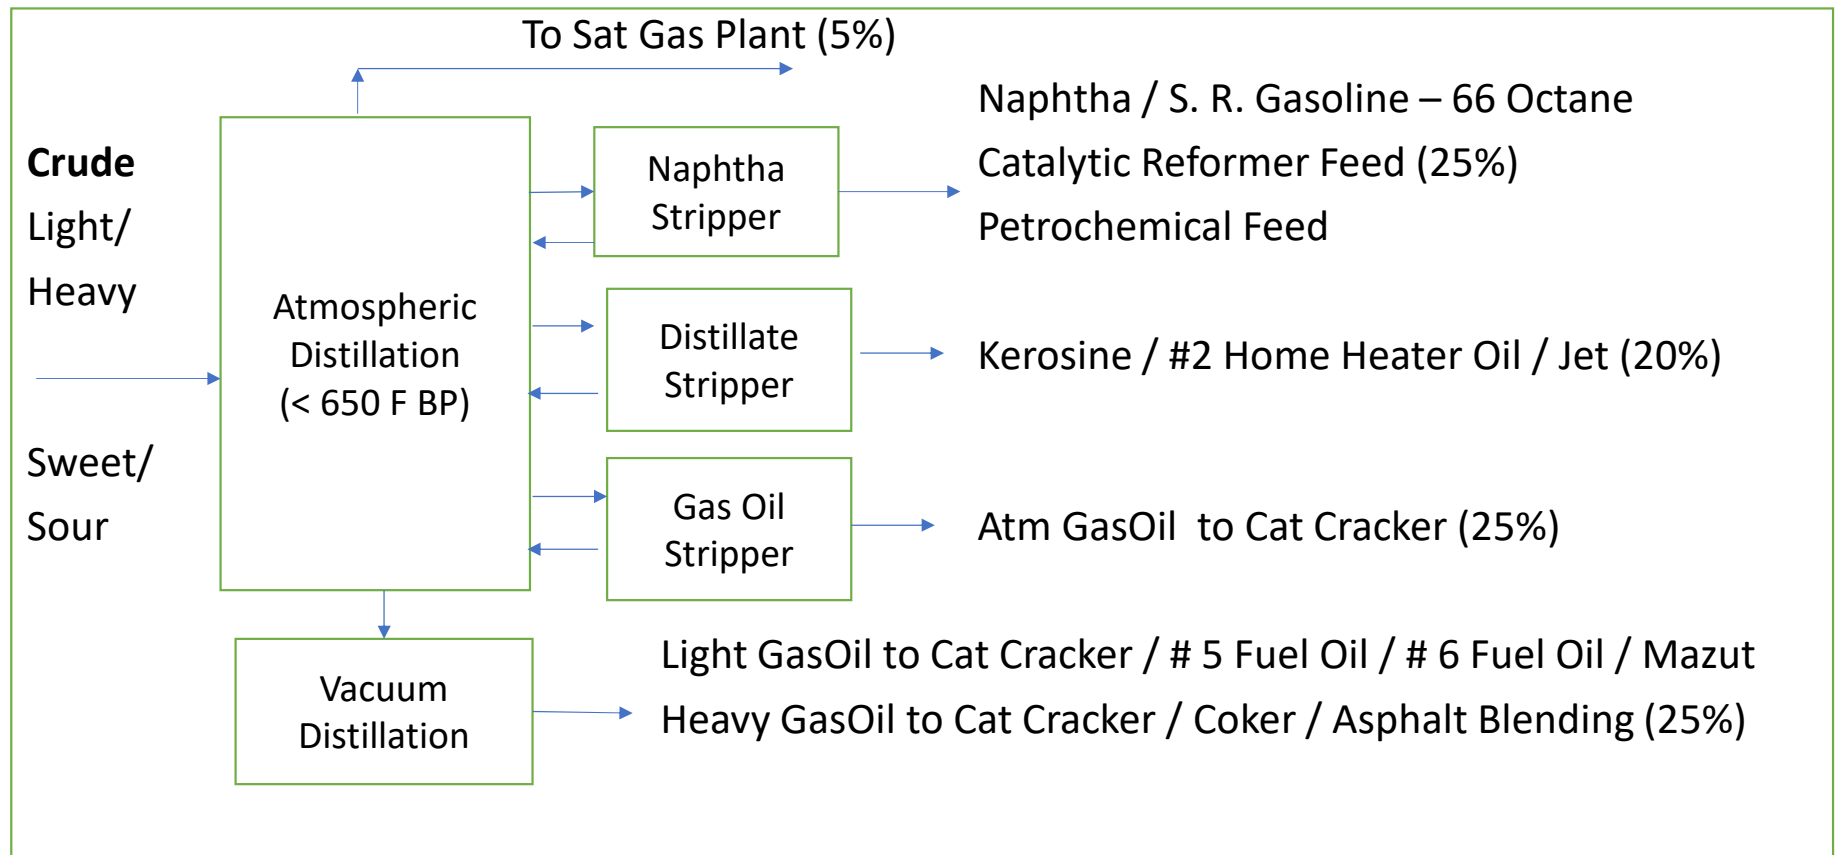 To Sat Gas Plant (5%)
Crude
Light/
Heavy
Sweet/
Sour
Atmospheric
Distillation
(< 650 F BP)
Naphtha
Stripper
Naphtha / S. R. Gasoline – 66 Octane
Catalytic Reformer Feed (25%)
Petrochemical Feed
Distillate
Stripper
Kerosine / #2 Home Heater Oil / Jet (20%)
Gas Oil
Stripper
Atm GasOil to Cat Cracker (25%)
Vacuum
Distillation
Light GasOil to Cat Cracker / # 5 Fuel Oil / # 6 Fuel Oil / Mazut
Heavy GasOil to Cat Cracker / Coker / Asphalt Blending (25%)